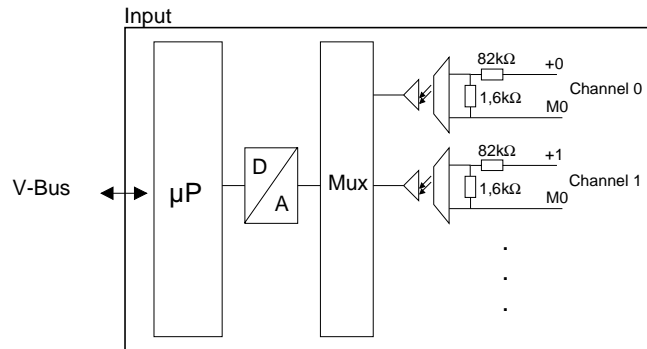 Input
82kΩ
+0
1,6kΩ
Channel 0
M0
82kΩ
+1
1,6kΩ
Channel 1
M0
V-Bus
µP
D
A
Mux